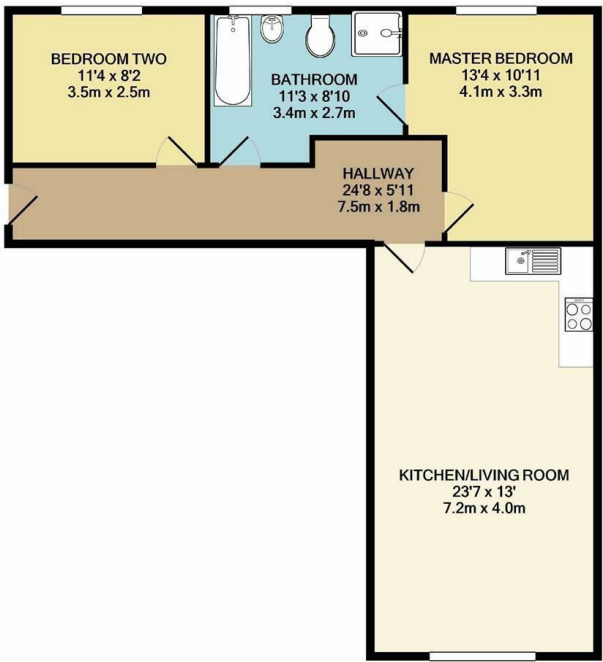 BEDROOM TWO
11'4 x 8'2
3.5m x 2.5m
BATHROOM
11'3 x 8'10
3.4m x 2.7m
MASTER BEDROOM
13'4 x 10'11
4.1m x 3.3m
HALLWAY
24'8 x 5'11
7.5m x 1.8m
KITCHEN/LIVING ROOM
23'7 x 13'
7.2m x 4.0m